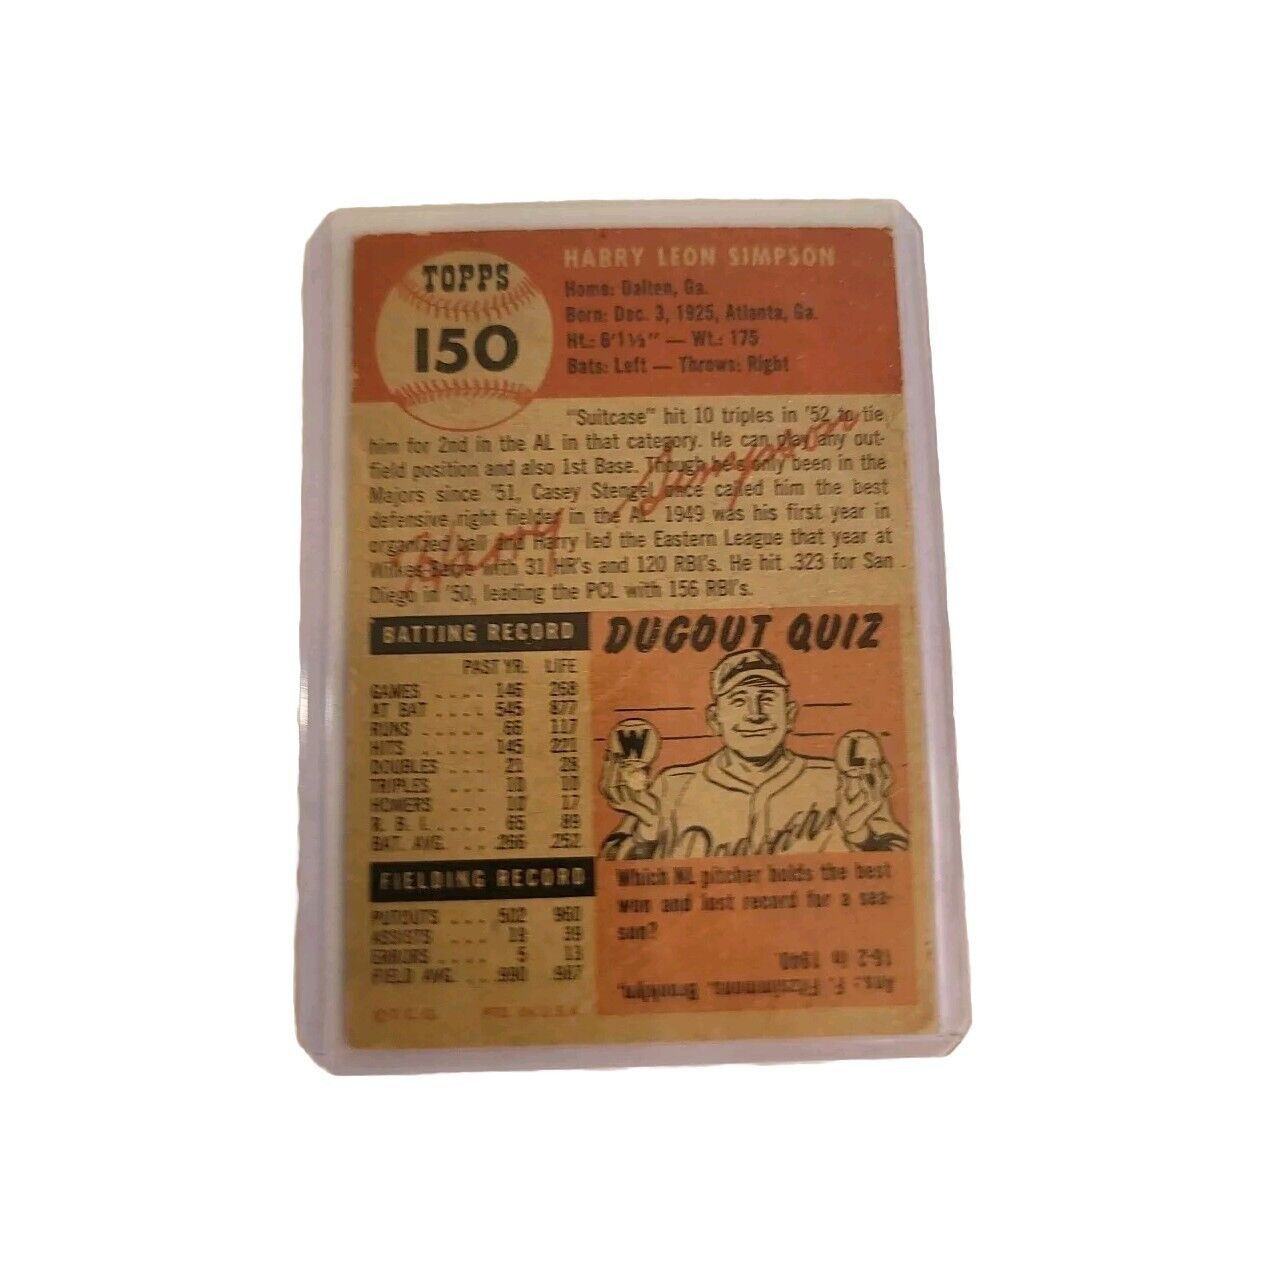 TOPPS
150
HARRY LEON SIMPSON
Home: Dalton, Ga.
Born: Dec. 3, 1925, Atlanta, Ga.
Ht.: 6'1½" — Wt.: 175
Bats: Left — Throws: Right
"Suitcase" hit 10 triples in '52 to tie
him for 2nd in the AL in that category. He can play any out-
field position and also 1st Base. Though he's only been in the
Majors since '51, Casey Stengel once called him the best
defensive right fielder in the AL. 1949 was his first year in
organized ball and Harry led the Eastern League that year at
Wilkes-Barre with 31 HR's and 120 RBI's. He hit .323 for San
Diego in '50, leading the PCL with 156 RBI's.
Harry Simpson
BATTING RECORD
PAST YR. LIFE
GAMES .... 146 268
AT BAT .... 545 877
RUNS .... 66 117
HITS .... 145 221
DOUBLES ... 21 28
TRIPLES ... 10 10
HOMERS ... 10 17
R. B. I. .... 65 89
BAT. AVG. ... .266 .252
FIELDING RECORD
PUTOUTS ... 502 960
ASSISTS ... 18 39
ERRORS ... 5 13
FIELD AVG. ... .990 .987
©T. C. G. PTD. IN U.S.A.
DUGOUT QUIZ
W
L
Dodgers
Which NL pitcher holds the best
won and lost record for a sea-
son?
Ans.: F. Fitzsimmons, Brooklyn,
16-2 in 1940.